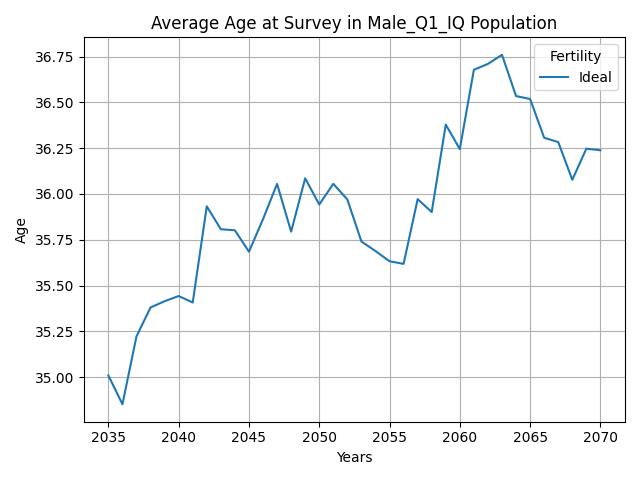 Average Age at Survey in Male_Q1_IQ Population
Fertility
Ideal
36.75
36.50
36.25
36.00
35.75
35.50
35.25
35.00
Age
2035 2040 2045 2050 2055 2060 2065 2070
Years